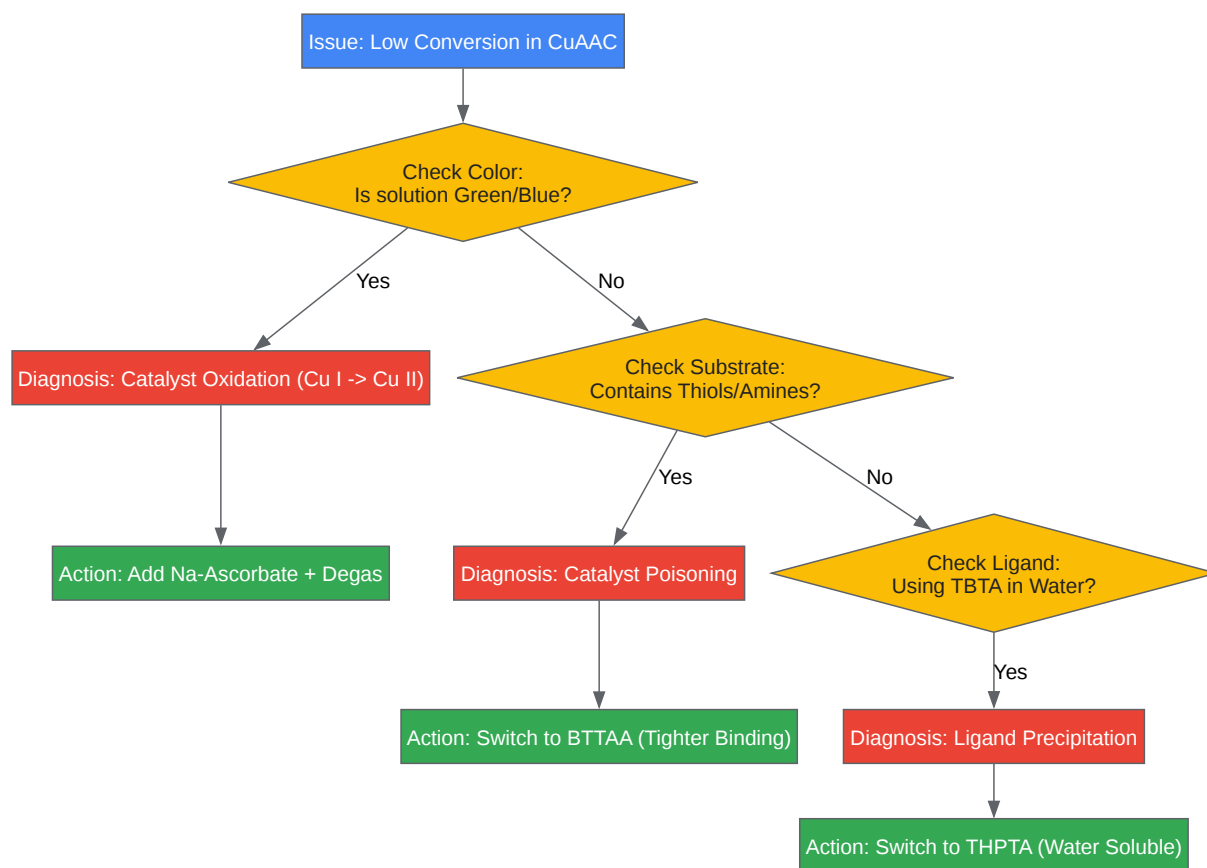 Issue: Low Conversion in CuAAC
Check Color:
Is solution Green/Blue?
Yes
No
Diagnosis: Catalyst Oxidation (Cu I -> Cu II)
Check Substrate:
Contains Thiols/Amines?
Yes
No
Action: Add Na-Ascorbate + Degas
Diagnosis: Catalyst Poisoning
Check Ligand:
Using TBTA in Water?
Yes
Action: Switch to BTTAA (Tighter Binding)
Diagnosis: Ligand Precipitation
Action: Switch to THPTA (Water Soluble)